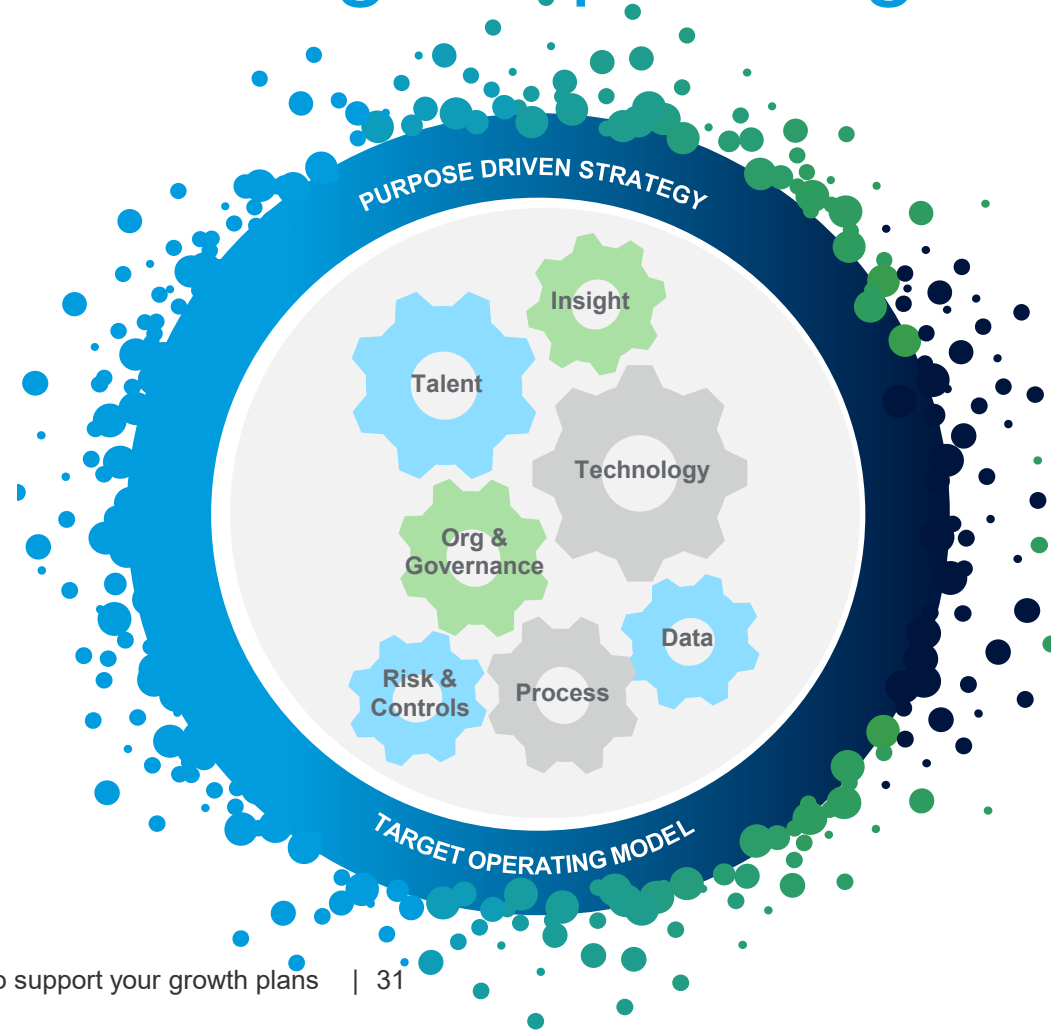 PURPOSE DRIVEN STRATEGY
Insight
Talent
Technology
Org &
Governance
Data
Risk &
Controls
Process
TARGET OPERATING MODEL
support your growth plans | 31